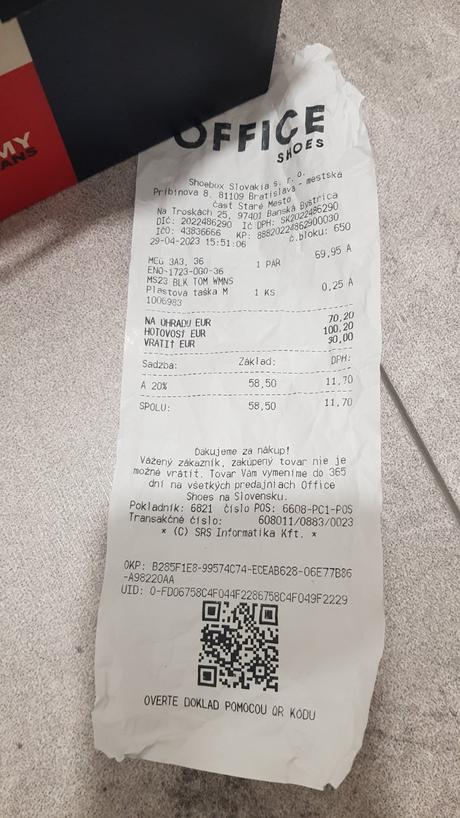 MY
ANS
OFFICE
SHOES
Shoebox Slovakia s. r. o.
Pribinova 8, 81109 Bratislava - mestská
časť Staré Mesto
Na Troskách 25, 97401 Banská Bystrica
DIČ: 2022486290 IČ DPH: SK2022486290
IČO: 43836666 KP: 88820224862900030
29-04-2023 15:51:06 č.bloku: 650
69,95 A
MEG 3A3, 36 1 PÁR
ENO-1723-0G0-36
MS23 BLK TOM WMNS
Plastová taška M 1 KS 0,25 A
1006983
NA ÚHRADU EUR 70,20
HOTOVOSŤ EUR 100,20
VRÁTIŤ EUR 30,00
Sadzba: Základ: DPH:
A 20% 58,50 11,70
SPOLU: 58,50 11,70
Ďakujeme za nákup!
Vážený zákazník, zakúpený tovar nie je
možné vrátiť. Tovar Vám vymeníme do 365
dní na všetkých predajniach Office
Shoes na Slovensku.
Pokladník: 6821 číslo POS: 6608-PC1-POS
Transakčné číslo: 608011/0883/0023
* (C) SRS Informatika Kft. *
OKP: B285F1E8-99574C74-ECEAB628-06E77B86
-A98220AA
UID: O-FD06758C4F044F2286758C4F049F2229
OVERTE DOKLAD POMOCOU QR KÓDU